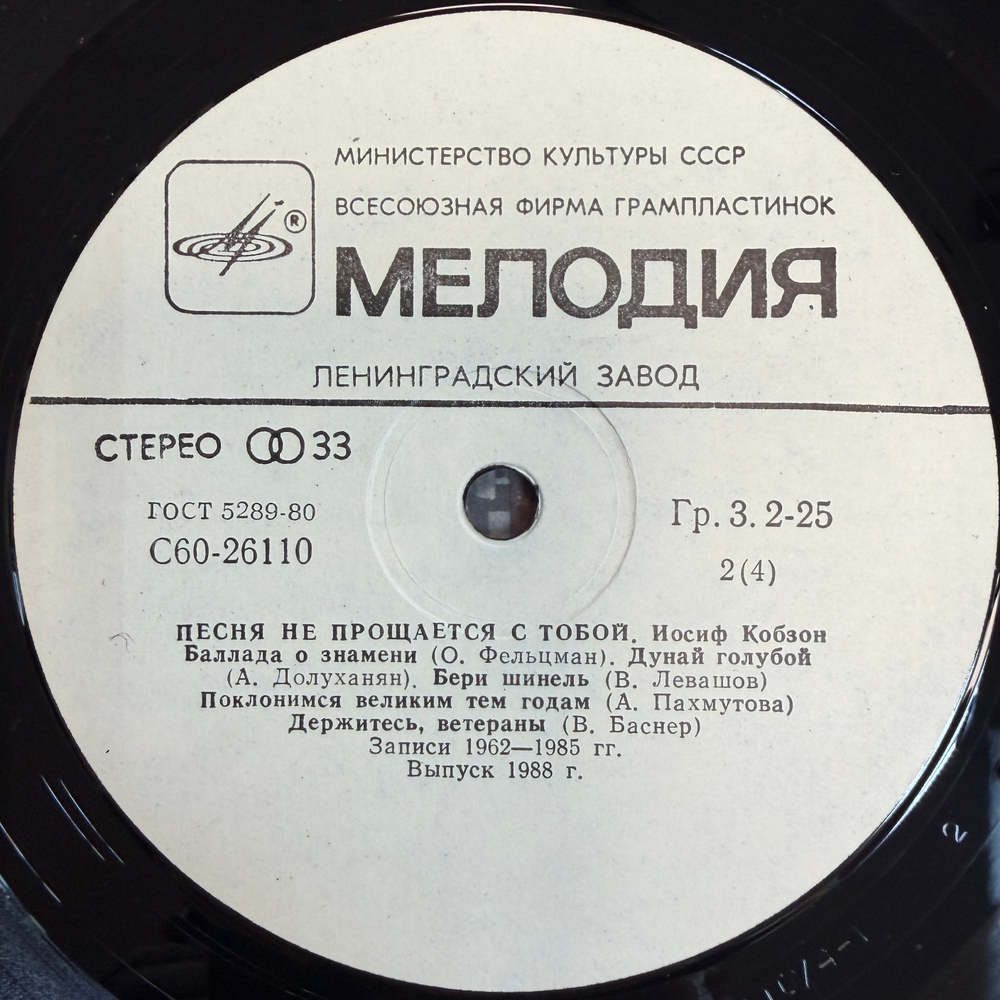 МИНИСТЕРСТВО КУЛЬТУРЫ СССР
ВСЕСОЮЗНАЯ ФИРМА ГРАМПЛАСТИНОК
®
МЕЛОДИЯ
ЛЕНИНГРАДСКИЙ ЗАВОД
СТЕРЕО 33
ГОСТ 5289-80
С60-26110
Гр. 3. 2-25
2(4)
ПЕСНЯ НЕ ПРОЩАЕТСЯ С ТОБОЙ. Иосиф Кобзон
Баллада о знамени (О. Фельцман). Дунай голубой
(А. Долуханян). Бери шинель (В. Левашов)
Поклонимся великим тем годам (А. Пахмутова)
Держитесь, ветераны (В. Баснер)
Записи 1962—1985 гг.
Выпуск 1988 г.
2